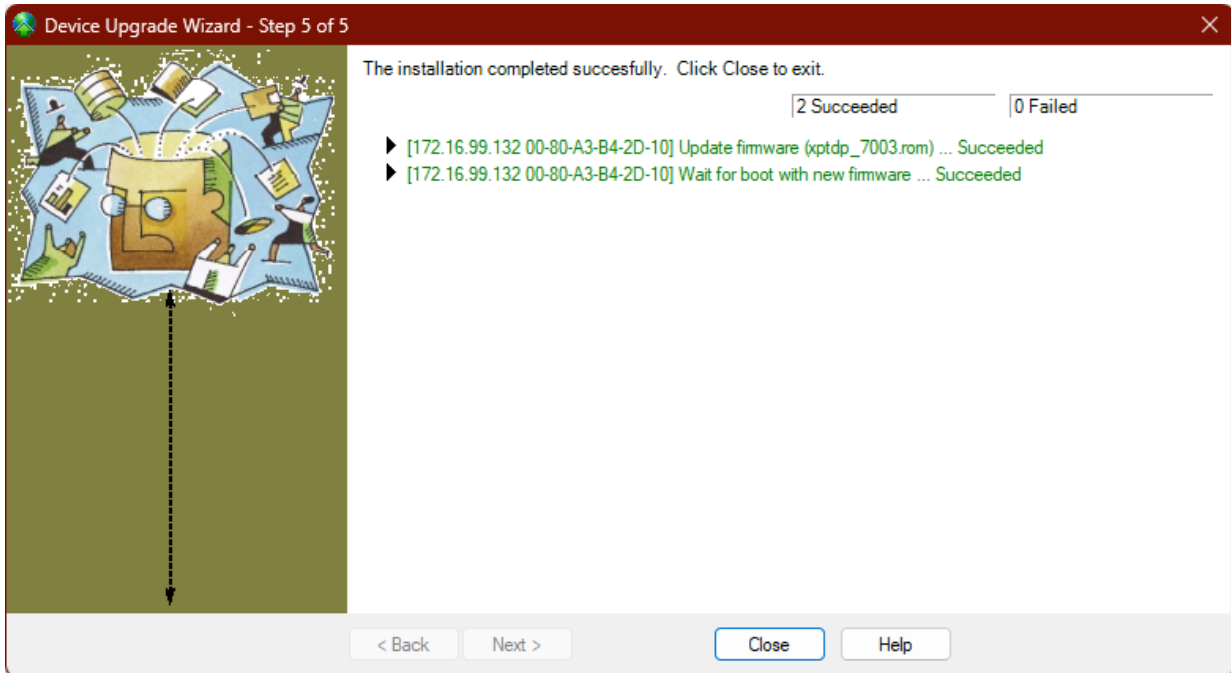 Device Upgrade Wizard - Step 5 of 5
The installation completed succesfully.  Click Close to exit.
2 Succeeded 0 Failed
[172.16.99.132 00-80-A3-B4-2D-10] Update firmware (xptdp_7003.rom) ... Succeeded
[172.16.99.132 00-80-A3-B4-2D-10] Wait for boot with new firmware ... Succeeded
< Back Next > Close Help